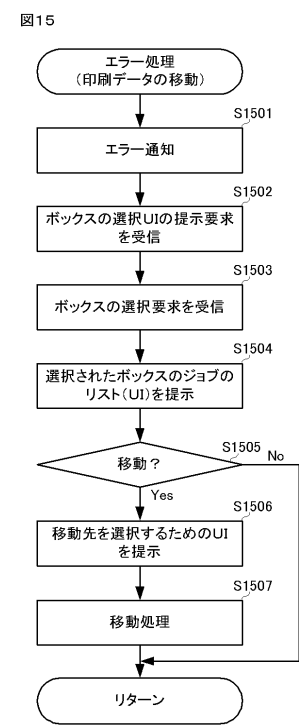 図15
エラー処理
（印刷データの移動）
S1501
エラー通知
S1502
ボックスの選択UIの提示要求
を受信
S1503
ボックスの選択要求を受信
S1504
選択されたボックスのジョブの
リスト（UI）を提示
S1505
移動？
No
Yes
S1506
移動先を選択するためのUI
を提示
S1507
移動処理
リターン